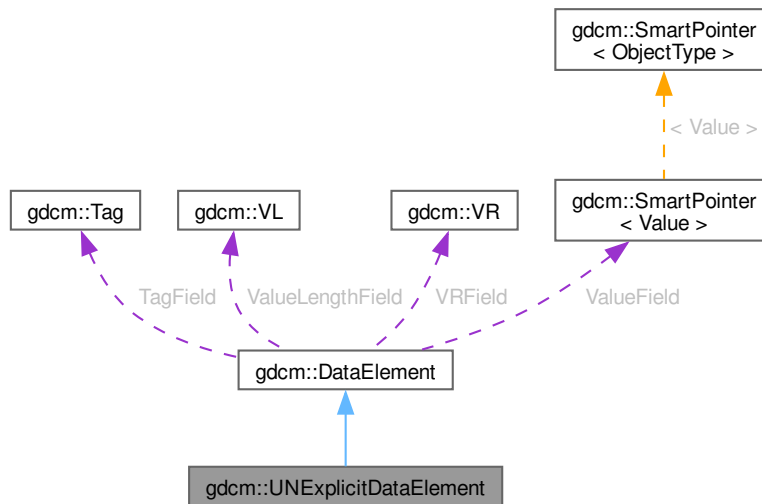 gdcm::SmartPointer
< ObjectType >
< Value >
gdcm::Tag
gdcm::VL
gdcm::VR
gdcm::SmartPointer
< Value >
TagField
ValueLengthField
VRField
ValueField
gdcm::DataElement
gdcm::UNExplicitDataElement